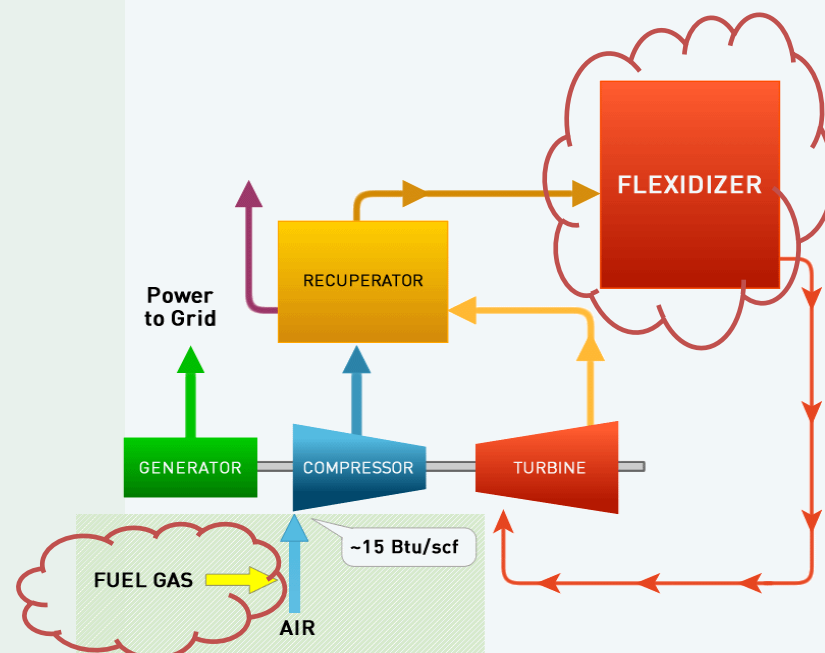 FLEXIDIZER
RECUPERATOR
Power
to Grid
GENERATOR
COMPRESSOR
TURBINE
~15 Btu/scf
FUEL GAS
AIR